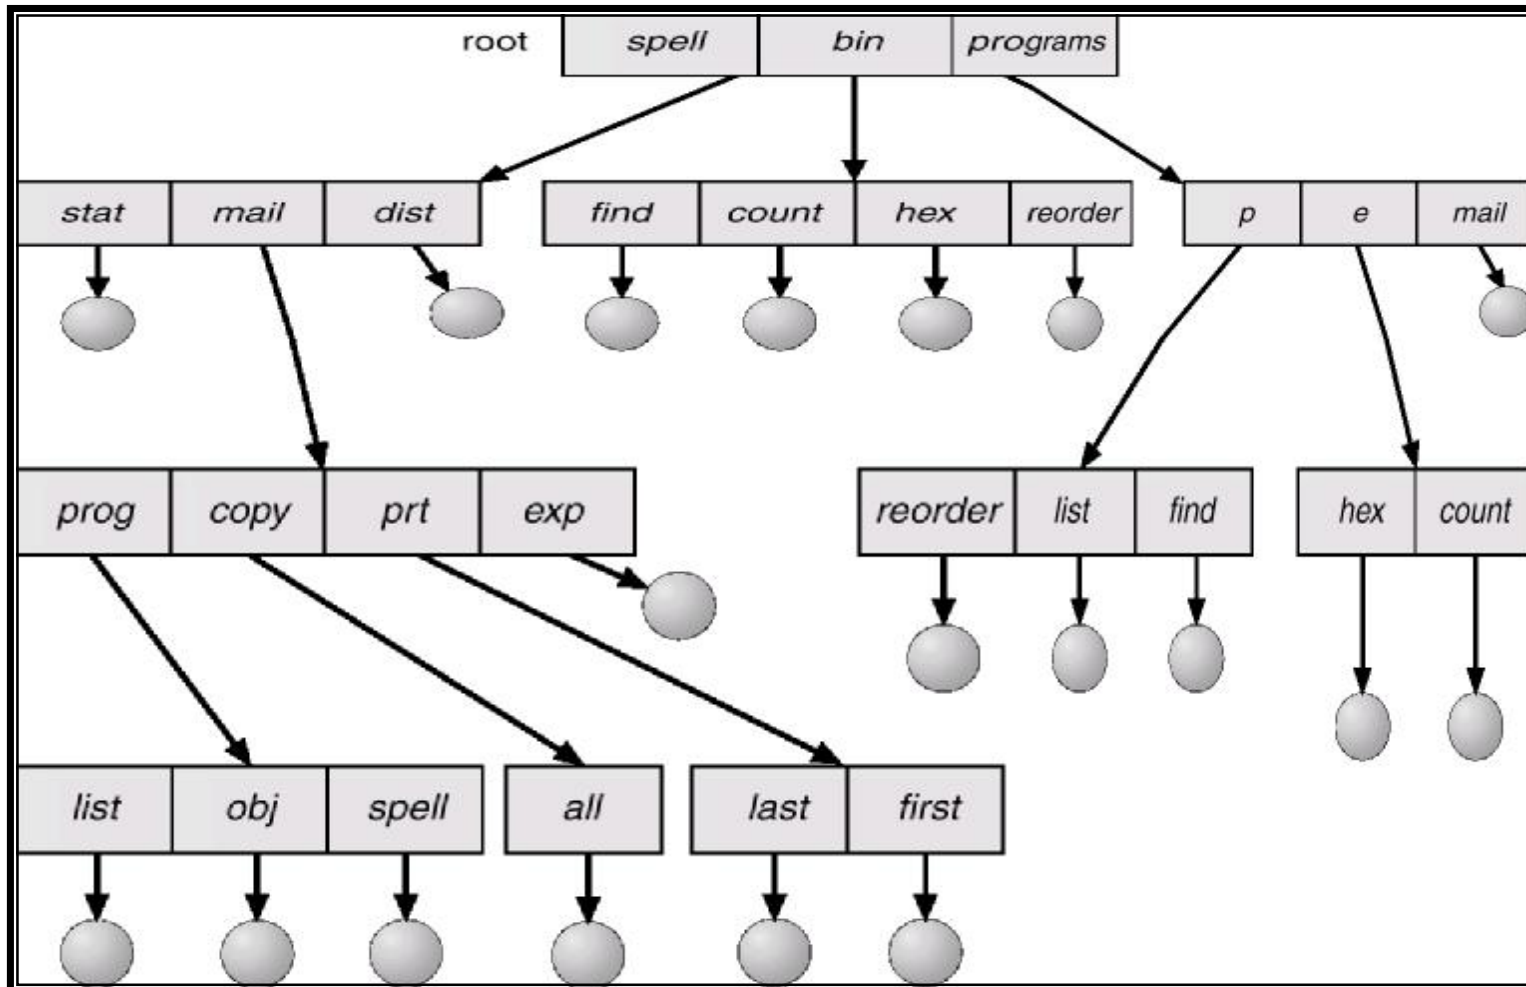 root spell bin programs
stat mail dist find count hex reorder p e mail
prog copy prt exp reorder list find hex count
list obj spell all last first